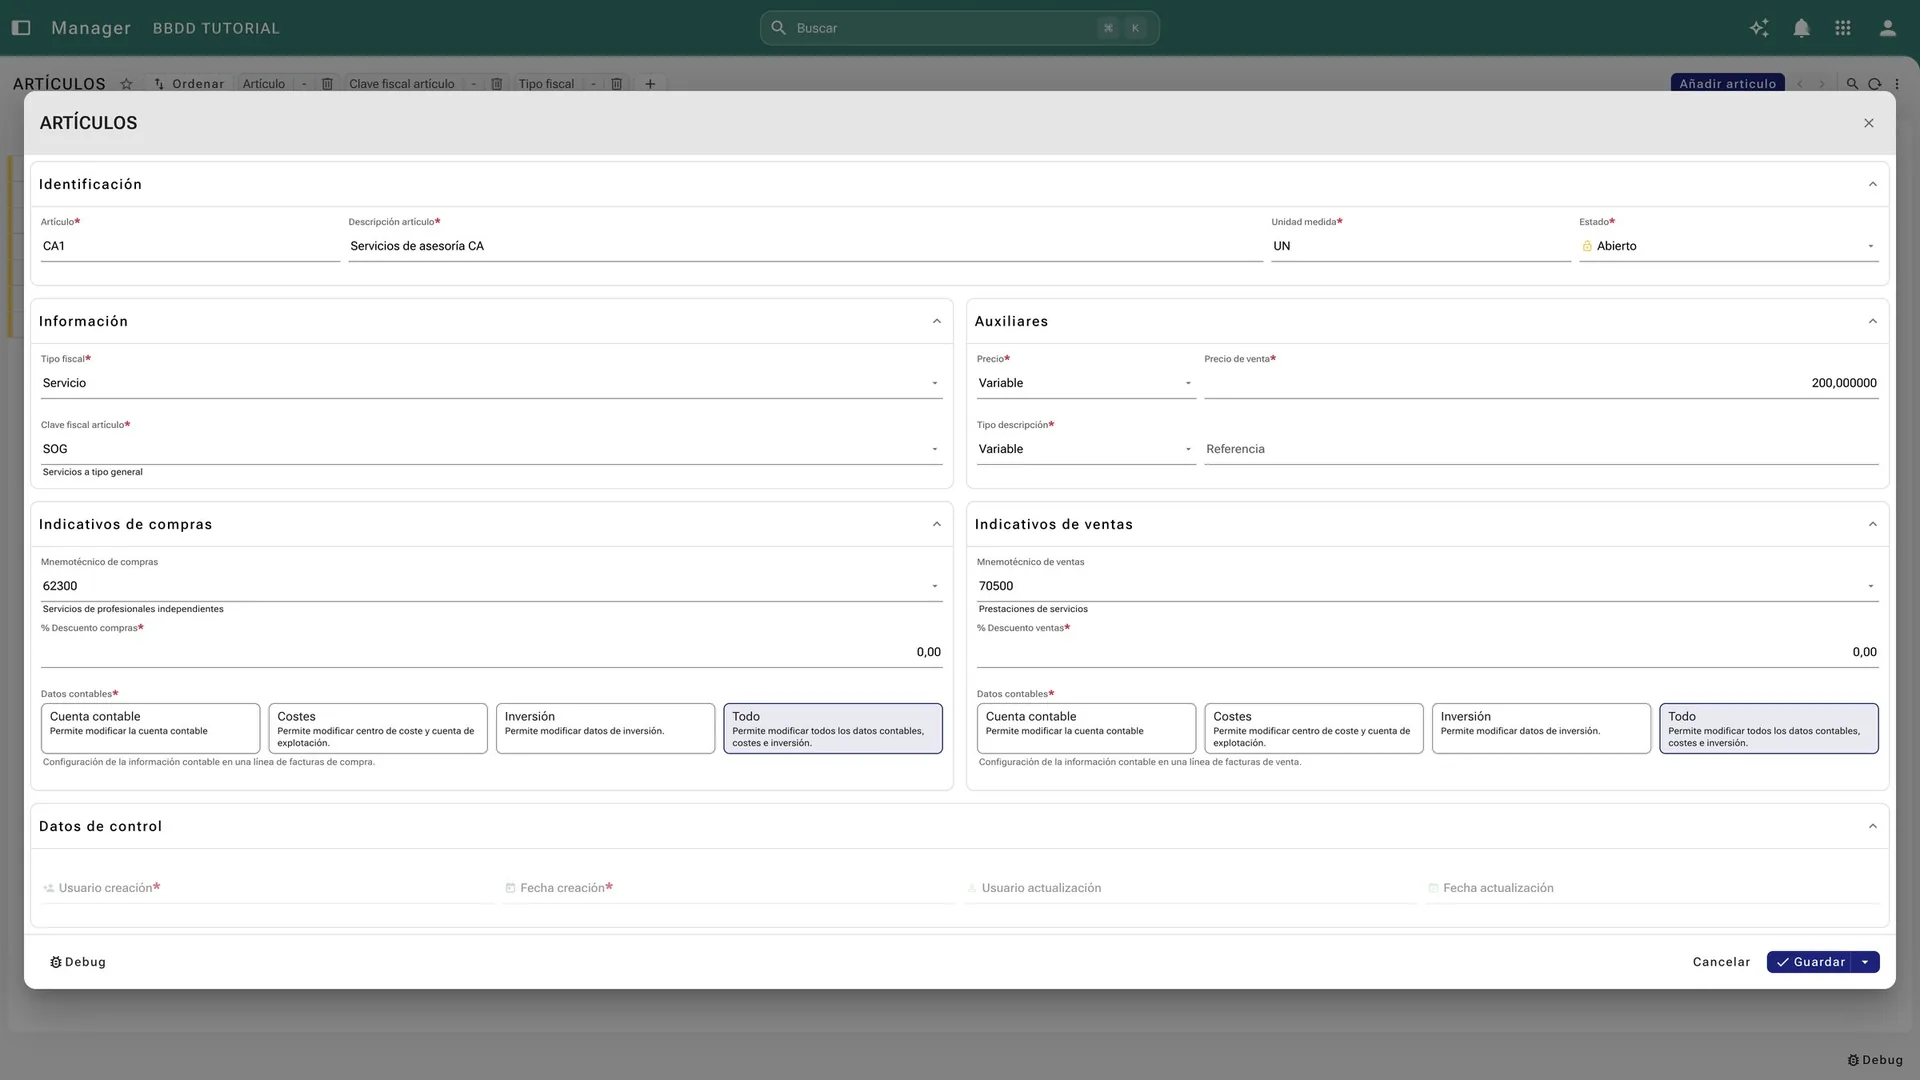 Manager BBDD TUTORIAL Buscar ⌘ K
ARTÍCULOS Ordenar Artículo - Clave fiscal artículo - Tipo fiscal - + Añadir articulo
ARTÍCULOS
Identificación
Artículo* Descripción artículo* Unidad medida* Estado*
CA1 Servicios de asesoría CA UN Abierto
Información
Tipo fiscal*
Servicio
Clave fiscal artículo*
SOG
Servicios a tipo general
Auxiliares
Precio* Precio de venta*
Variable 200,000000
Tipo descripción*
Variable Referencia
Indicativos de compras
Mnemotécnico de compras
62300
Servicios de profesionales independientes
% Descuento compras*
0,00
Datos contables*
Cuenta contable
Permite modificar la cuenta contable
Costes
Permite modificar centro de coste y cuenta de
explotación.
Inversión
Permite modificar datos de inversión.
Todo
Permite modificar todos los datos contables,
costes e inversión.
Configuración de la información contable en una línea de facturas de compra.
Indicativos de ventas
Mnemotécnico de ventas
70500
Prestaciones de servicios
% Descuento ventas*
0,00
Datos contables*
Cuenta contable
Permite modificar la cuenta contable
Costes
Permite modificar centro de coste y cuenta de
explotación.
Inversión
Permite modificar datos de inversión.
Todo
Permite modificar todos los datos contables,
costes e inversión.
Configuración de la información contable en una línea de facturas de venta.
Datos de control
Usuario creación* Fecha creación* Usuario actualización Fecha actualización
Debug Cancelar Guardar
Debug